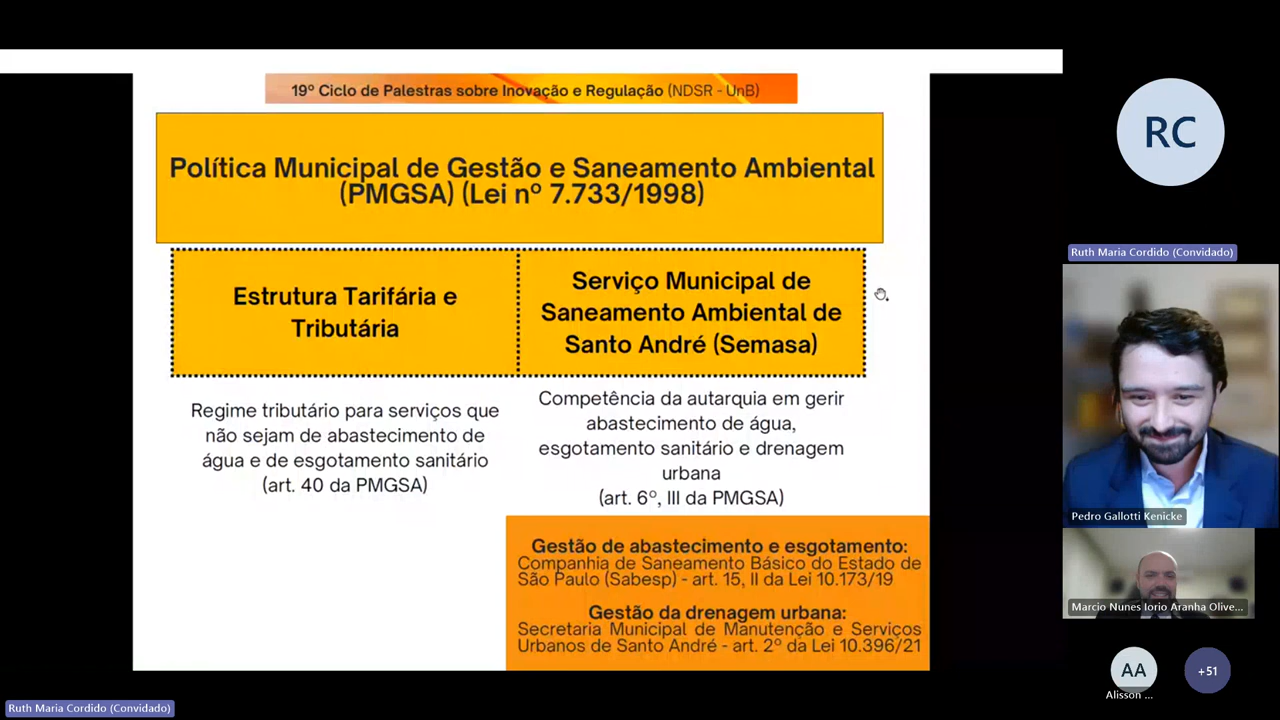 19º Ciclo de Palestras sobre Inovação e Regulação (NDSR - UnB)
Política Municipal de Gestão e Saneamento Ambiental
(PMGSA) (Lei nº 7.733/1998)
Estrutura Tarifária e
Tributária
Serviço Municipal de
Saneamento Ambiental de
Santo André (Semasa)
Regime tributário para serviços que
não sejam de abastecimento de
água e de esgotamento sanitário
(art. 40 da PMGSA)
Competência da autarquia em gerir
abastecimento de água,
esgotamento sanitário e drenagem
urbana
(art. 6º, III da PMGSA)
Gestão de abastecimento e esgotamento:
Companhia de Saneamento Básico do Estado de
São Paulo (Sabesp) - art. 15, II da Lei 10.173/19
Gestão da drenagem urbana:
Secretaria Municipal de Manutenção e Serviços
Urbanos de Santo André - art. 2º da Lei 10.396/21
RC
Ruth Maria Cordido (Convidado)
Pedro Gallotti Kenicke
Marcio Nunes Iorio Aranha Olive...
AA
Alisson ...
+51
Ruth Maria Cordido (Convidado)